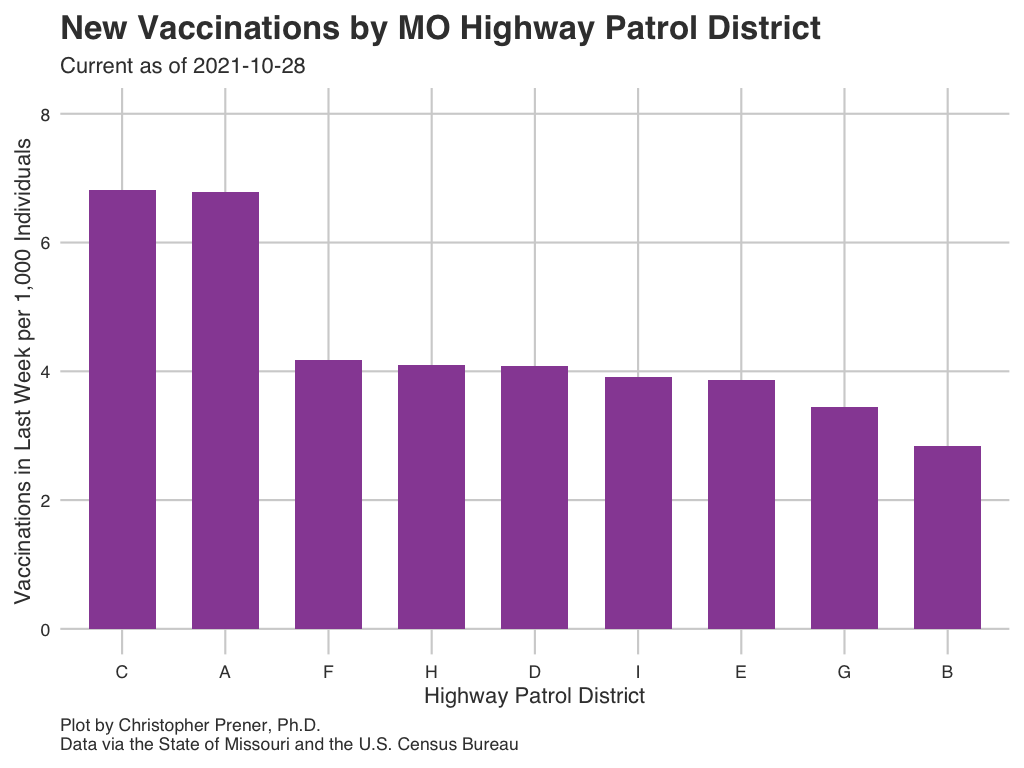 New Vaccinations by MO Highway Patrol District
Current as of 2021-10-28
Vaccinations in Last Week per 1,000 Individuals
8
6
4
2
0
C A F H D I E G B
Highway Patrol District
Plot by Christopher Prener, Ph.D.
Data via the State of Missouri and the U.S. Census Bureau